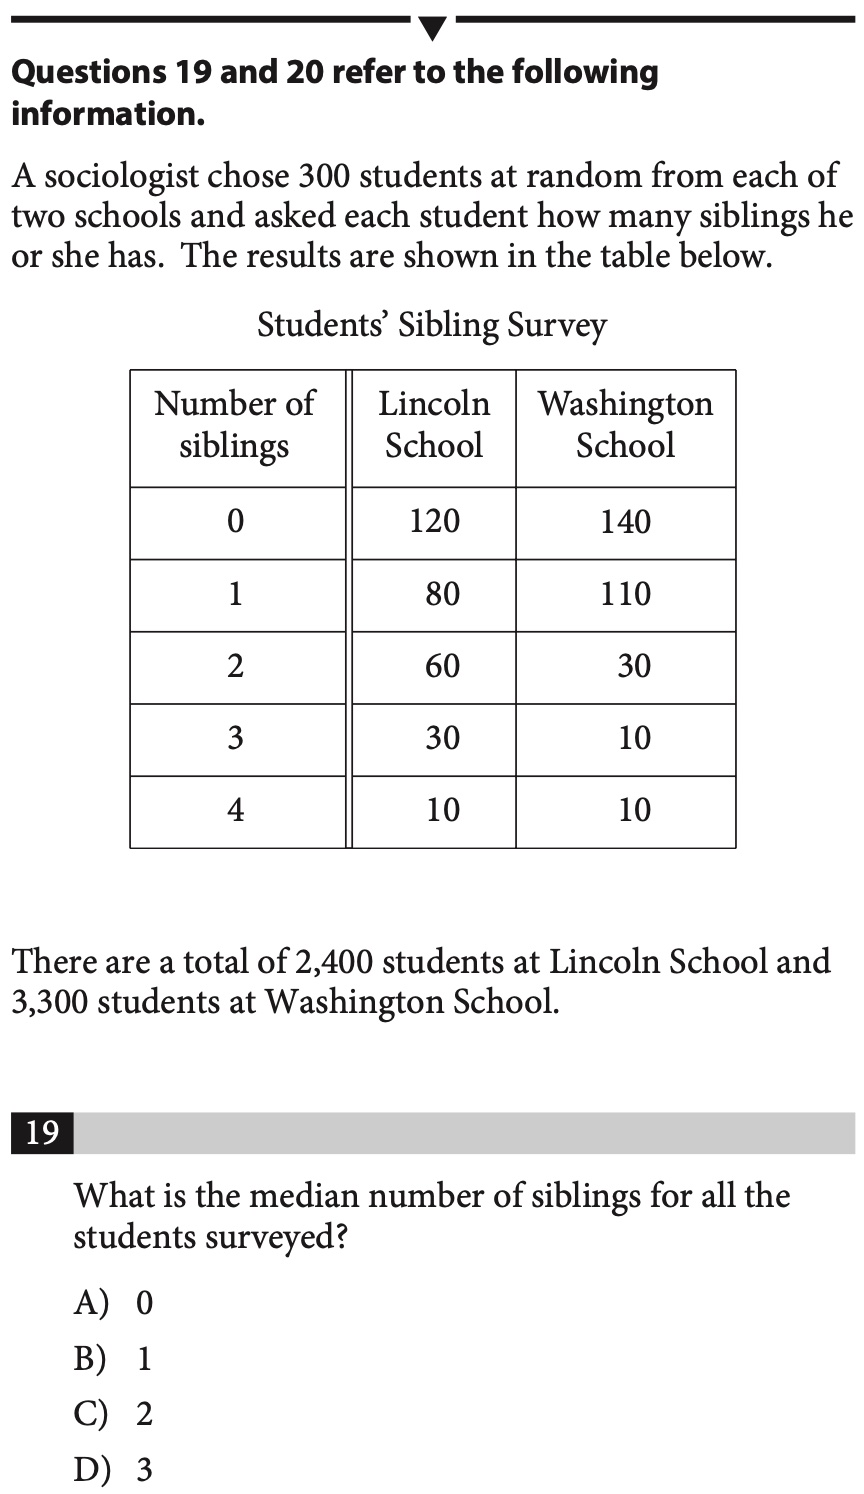 Questions 19 and 20 refer to the following
information.
A sociologist chose 300 students at random from each of
two schools and asked each student how many siblings he
or she has. The results are shown in the table below.
Students’ Sibling Survey
Number of siblings Lincoln School Washington School
0 120 140
1 80 110
2 60 30
3 30 10
4 10 10
There are a total of 2,400 students at Lincoln School and
3,300 students at Washington School.
19
What is the median number of siblings for all the
students surveyed?
A) 0
B) 1
C) 2
D) 3